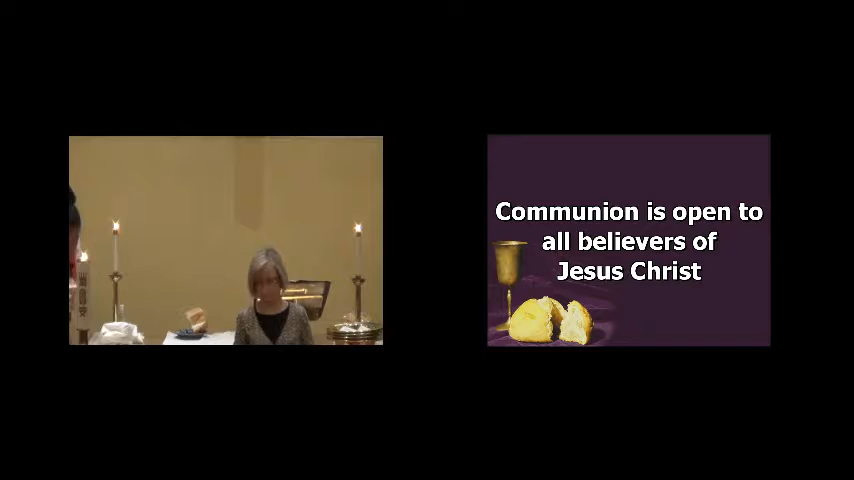 Communion is open to
all believers of
Jesus Christ